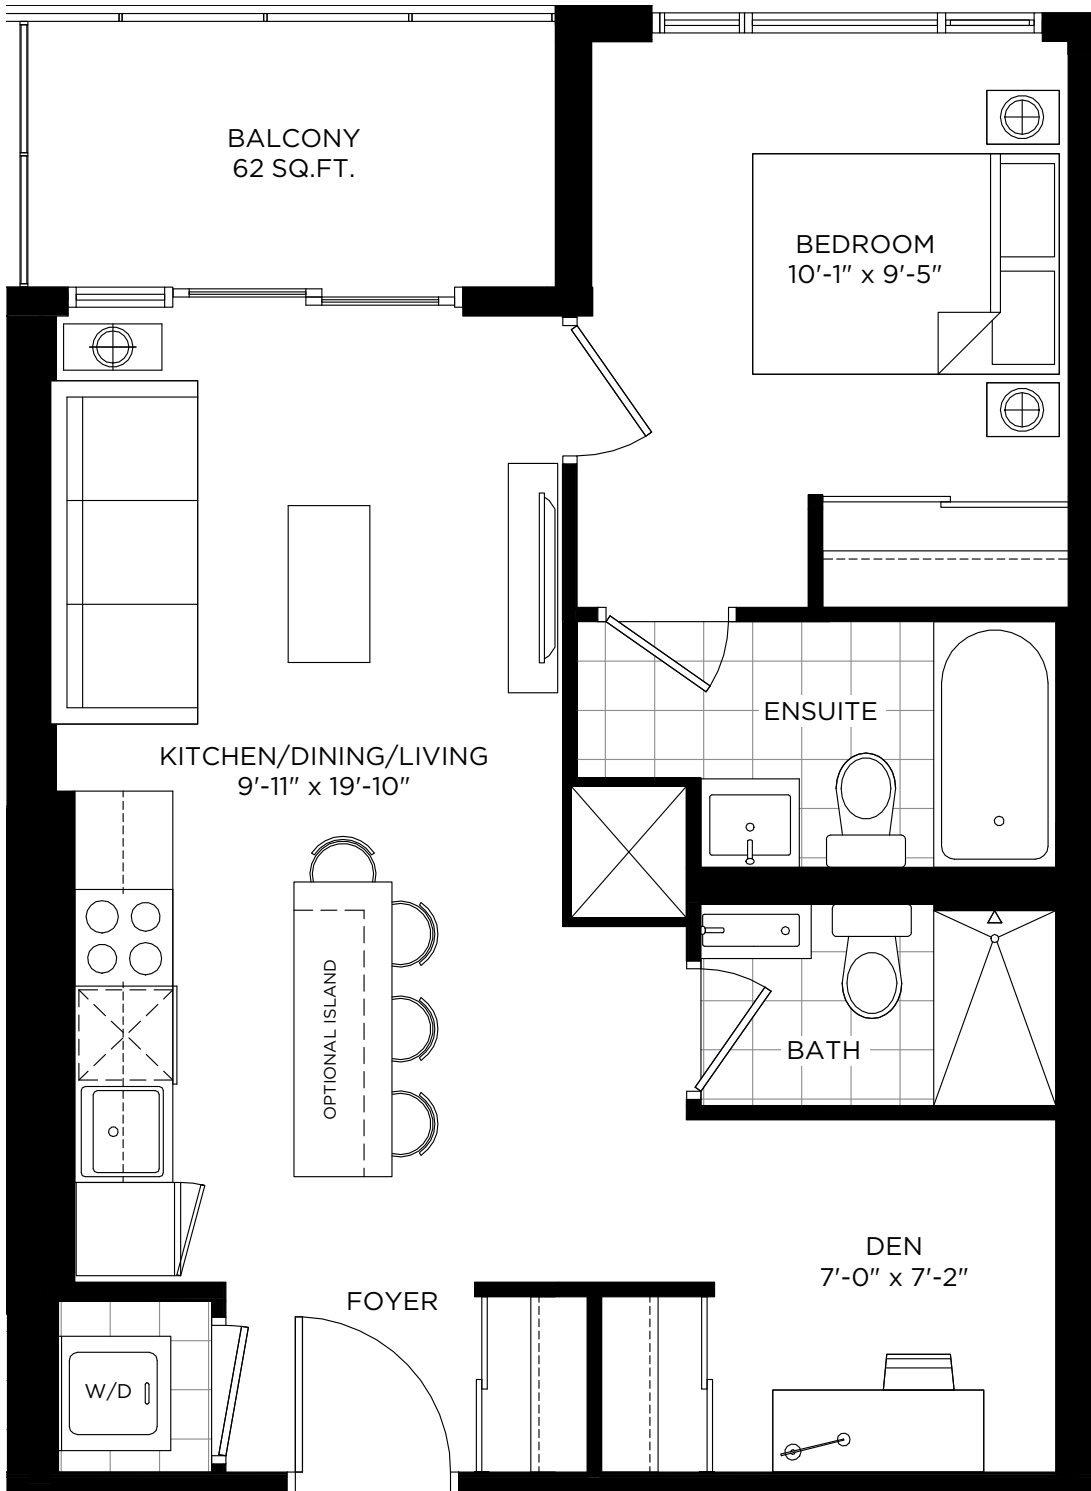 BALCONY
62 SQ.FT.
BEDROOM
10'-1" x 9'-5"
ENSUITE
KITCHEN/DINING/LIVING
9'-11" x 19'-10"
OPTIONAL ISLAND
BATH
DEN
7'-0" x 7'-2"
FOYER
W/D